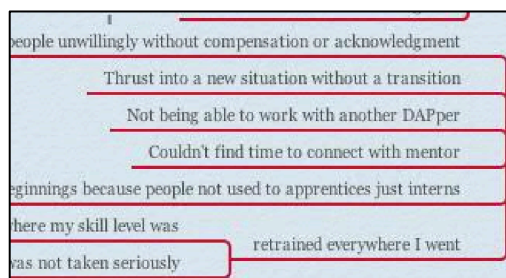 people unwillingly without compensation or acknowledgment
Thrust into a new situation without a transition
Not being able to work with another DAPper
Couldn't find time to connect with mentor
because people not used to apprentices just interns
where my skill level was
retrained everywhere I went
was not taken seriously